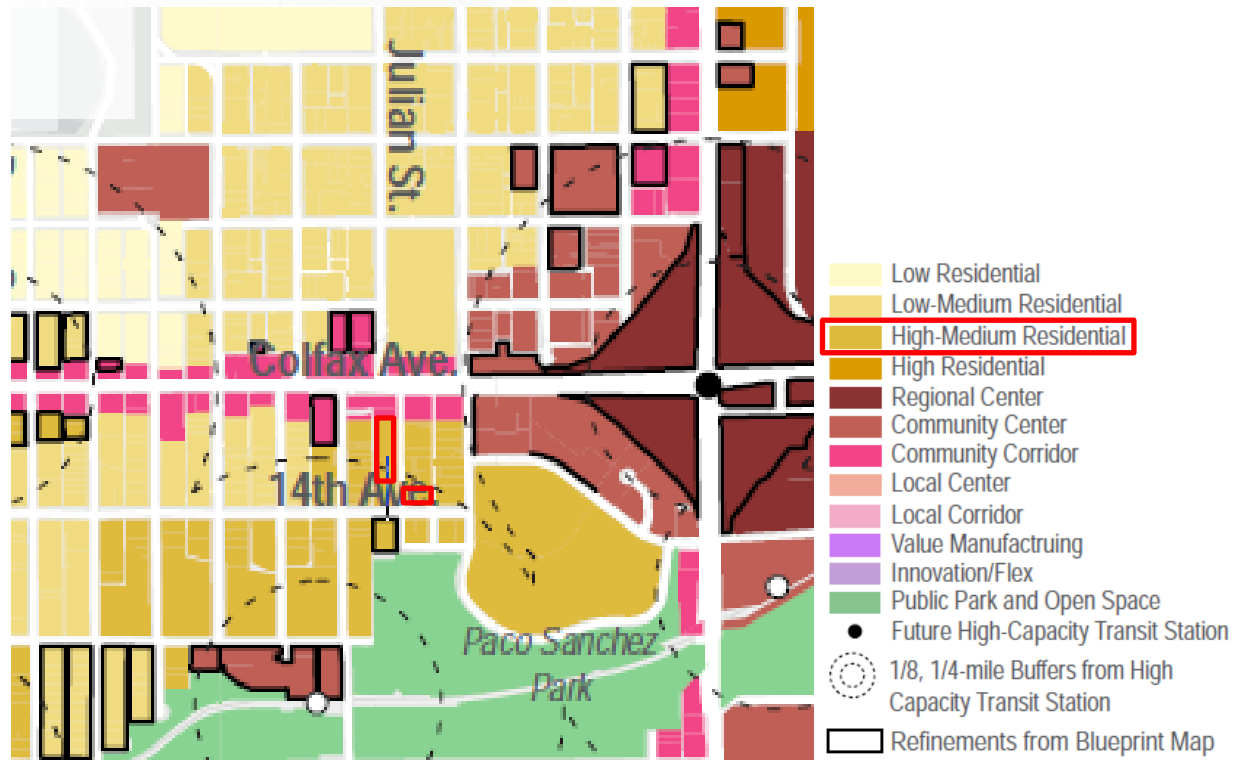 Julian St.
Colfax Ave.
14th Ave.
Paco Sanchez
Park
Low Residential
Low-Medium Residential
High-Medium Residential
High Residential
Regional Center
Community Center
Community Corridor
Local Center
Local Corridor
Value Manufactruing
Innovation/Flex
Public Park and Open Space
Future High-Capacity Transit Station
1/8, 1/4-mile Buffers from High
Capacity Transit Station
Refinements from Blueprint Map